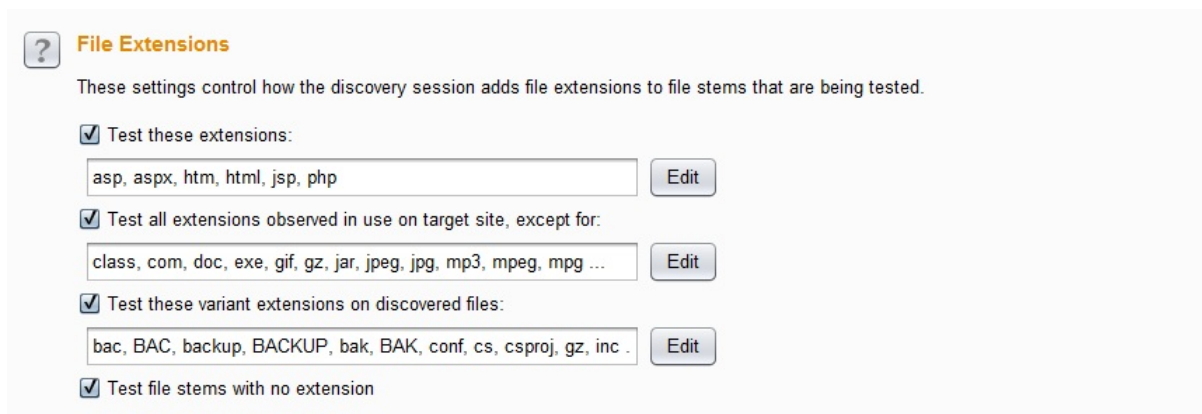 ?
File Extensions
These settings control how the discovery session adds file extensions to file stems that are being tested.
Test these extensions:
asp, aspx, htm, html, jsp, php
Edit
Test all extensions observed in use on target site, except for:
class, com, doc, exe, gif, gz, jar, jpeg, jpg, mp3, mpeg, mpg ...
Edit
Test these variant extensions on discovered files:
bac, BAC, backup, BACKUP, bak, BAK, conf, cs, csproj, gz, inc .
Edit
Test file stems with no extension